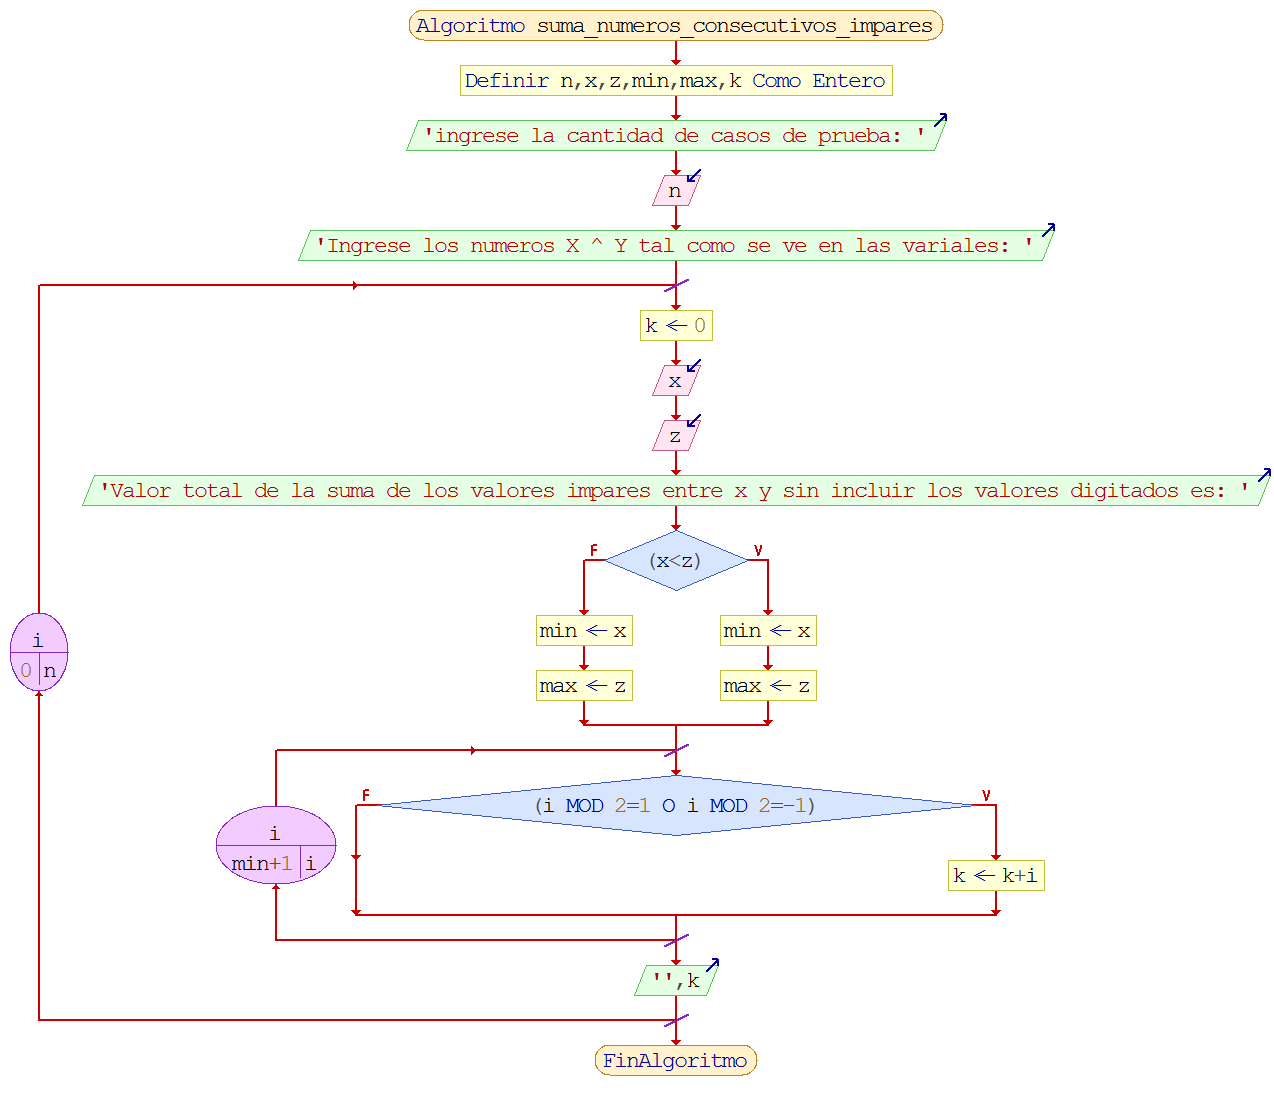 Algoritmo suma_numeros_consecutivos_impares
Definir n,x,z,min,max,k Como Entero
'ingrese la cantidad de casos de prueba: '
n
'Ingrese los numeros X ^ Y tal como se ve en las variales: '
k ← 0
x
z
'Valor total de la suma de los valores impares entre x y sin incluir los valores digitados es: '
(x<z)
F
V
min ← x
max ← z
min ← x
max ← z
i
0 n
(i MOD 2=1 O i MOD 2=-1)
F
V
i
min+1 i
k ← k+i
'',k
FinAlgoritmo